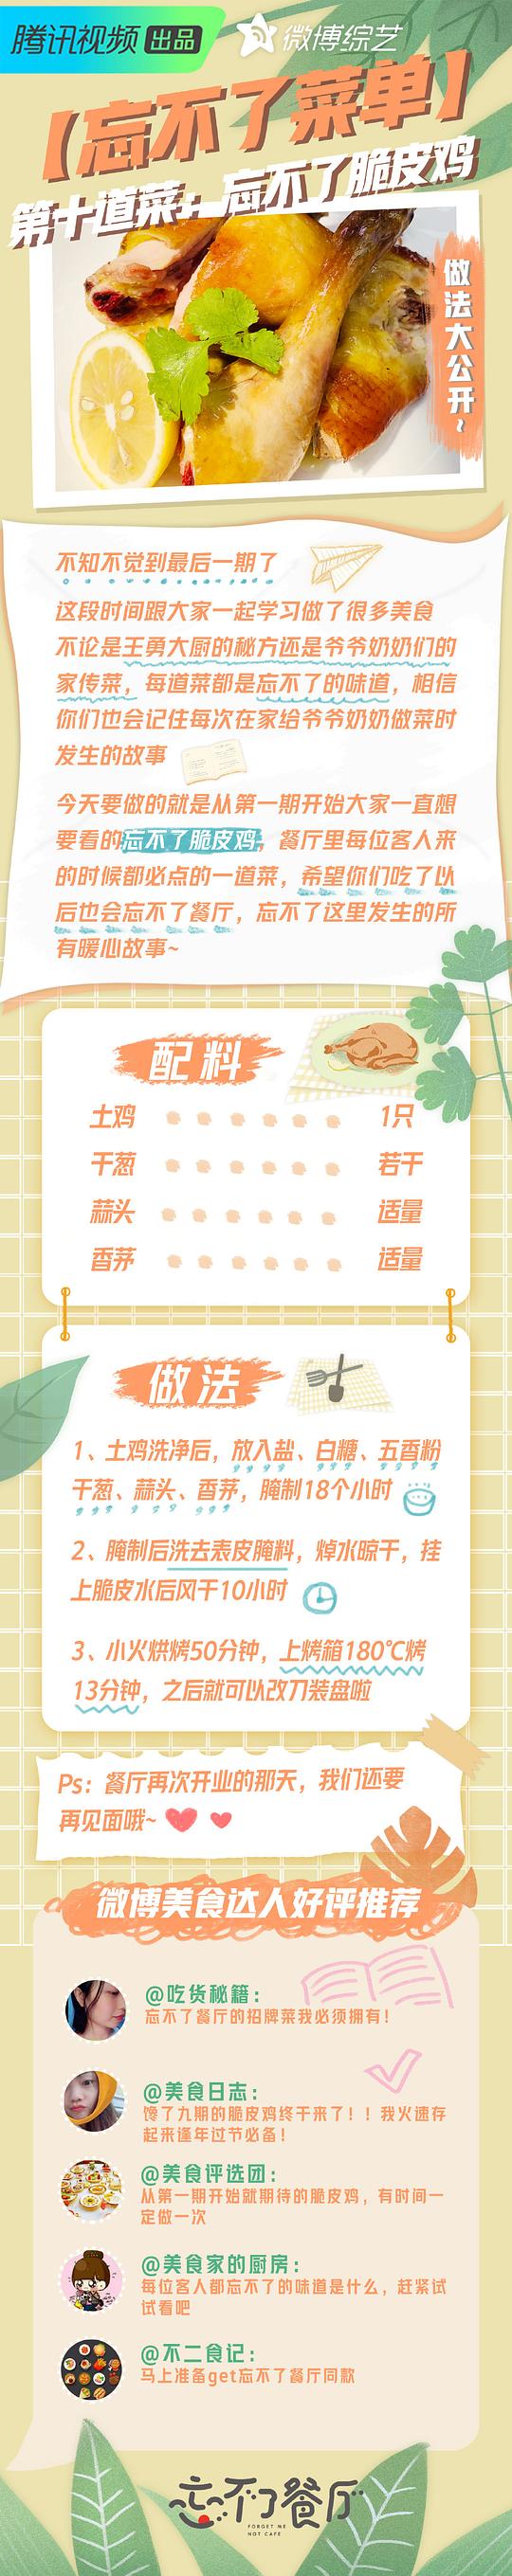 腾讯视频 出品 微博综艺
【忘不了菜单】
第十道菜：忘不了脆皮鸡
做法大公开~
不知不觉到最后一期了
这段时间跟大家一起学习做了很多美食
不论是王勇大厨的秘方还是爷爷奶奶们的
家传菜，每道菜都是忘不了的味道，相信
你们也会记住每次在家给爷爷奶奶做菜时
发生的故事
今天要做的就是从第一期开始大家一直想
要看的忘不了脆皮鸡，餐厅里每位客人来
的时候都必点的一道菜，希望你们吃了以
后也会忘不了餐厅，忘不了这里发生的所
有暖心故事~
配料
土鸡 1只
干葱 若干
蒜头 适量
香茅 适量
做法
1、土鸡洗净后，放入盐、白糖、五香粉
干葱、蒜头、香茅，腌制18个小时
2、腌制后洗去表皮腌料，焯水晾干，挂
上脆皮水后风干10小时
3、小火烘烤50分钟，上烤箱180℃烤
13分钟，之后就可以改刀装盘啦
Ps：餐厅再次开业的那天，我们还要
再见面哦~
微博美食达人好评推荐
@吃货秘籍：
忘不了餐厅的招牌菜我必须拥有！
@美食日志：
馋了九期的脆皮鸡终于来了！！我火速存
起来逢年过节必备！
@美食评选团：
从第一期开始就期待的脆皮鸡，有时间一
定做一次
@美食家的厨房：
每位客人都忘不了的味道是什么，赶紧试
试看吧
@不二食记：
马上准备get忘不了餐厅同款
忘不了餐厅
FORGET ME
NOT CAFE